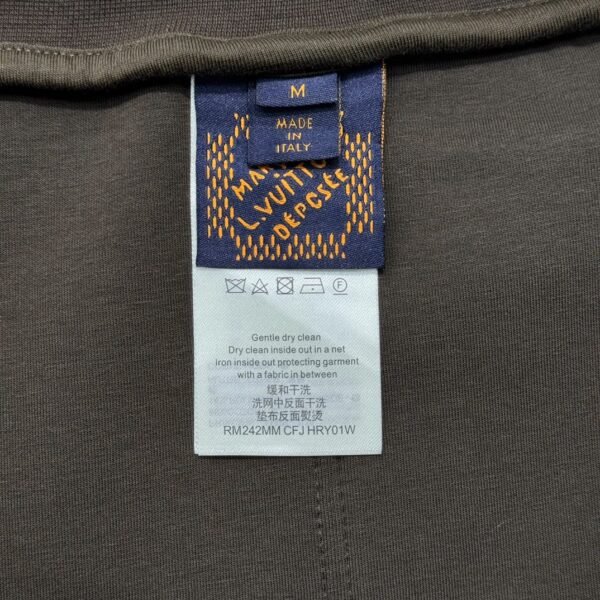 M
MADE
IN
ITALY
L.VUITTO
DÉPOSÉE
Gentle dry clean
Dry clean inside out in a net
Iron inside out protecting garment
with a fabric in between
缓和干洗
洗网中反面干洗
垫布反面熨烫
RM242MM CFJ HRY01W